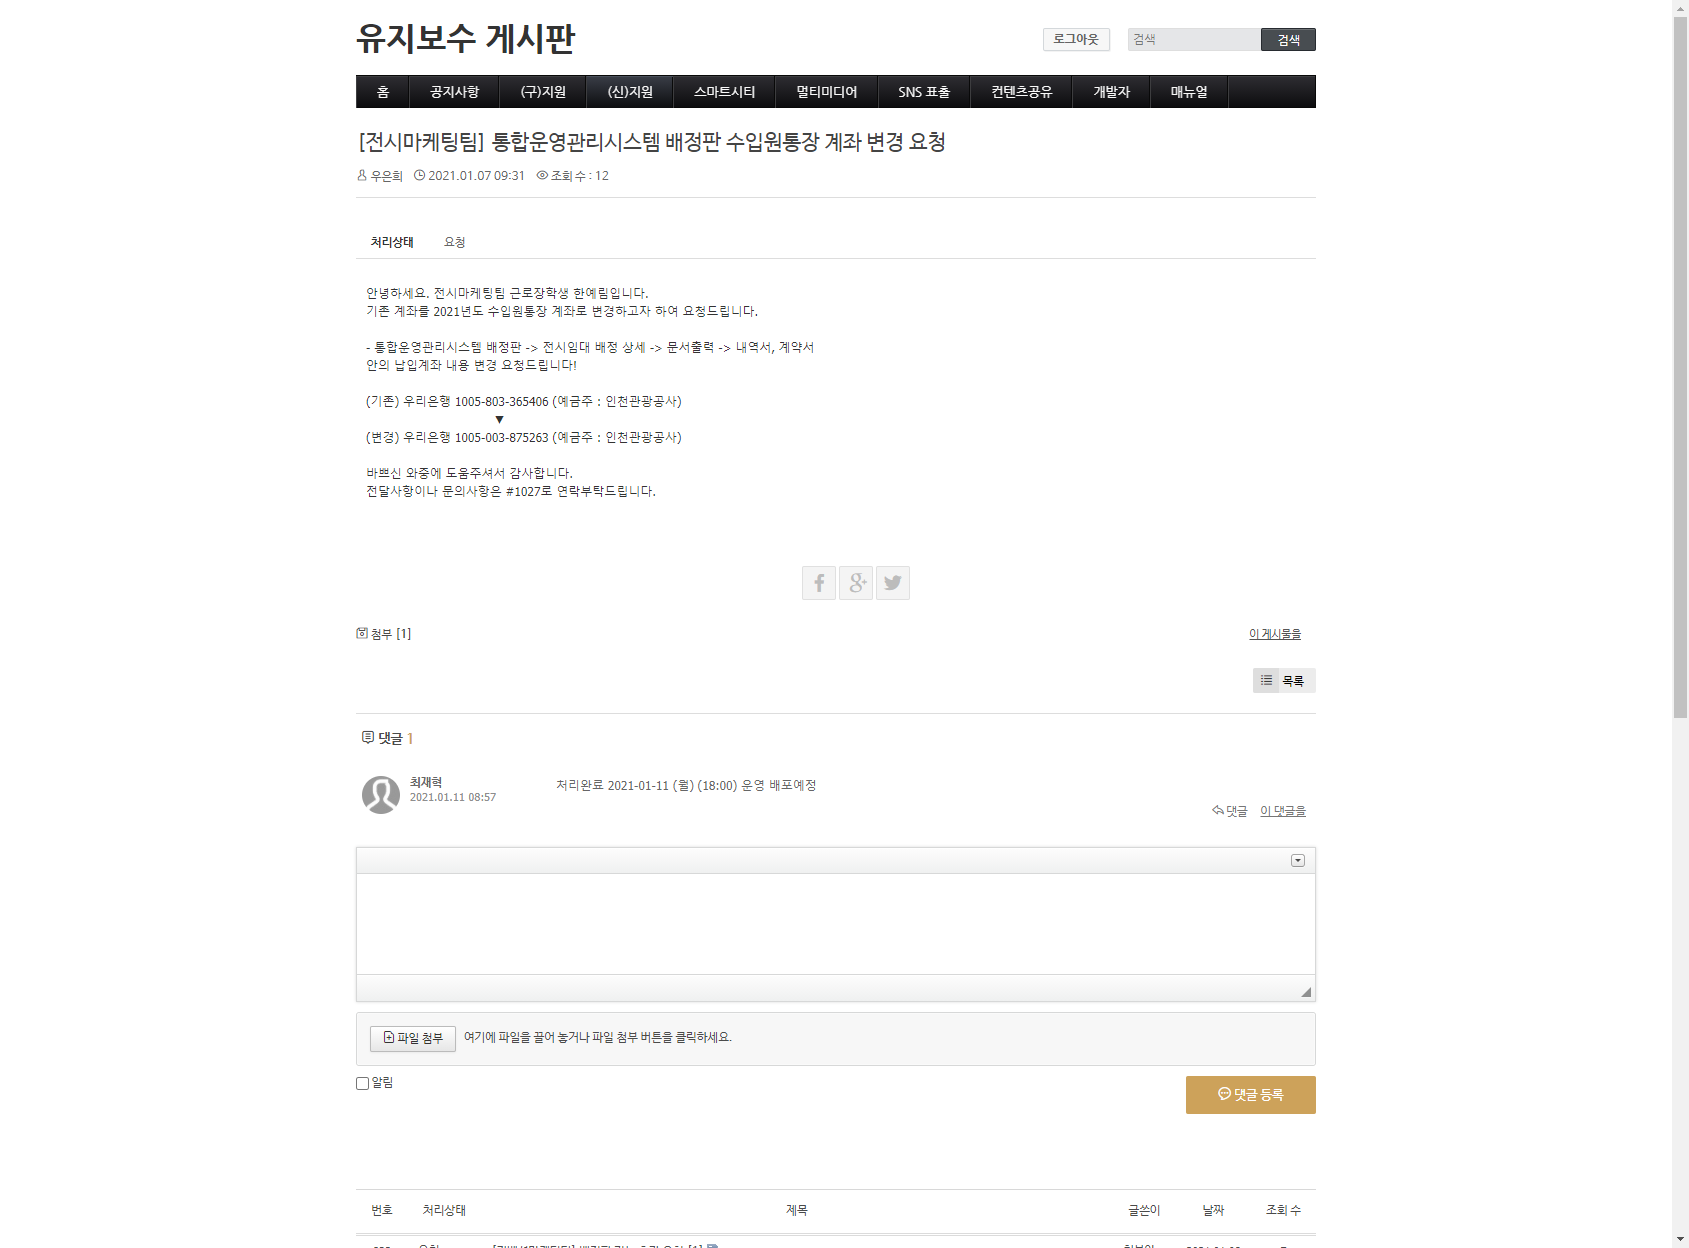 유지보수 게시판
로그아웃 검색 검색
홈 공지사항 (구)지원 (신)지원 스마트시티 멀티미디어 SNS 표출 컨텐츠공유 개발자 매뉴얼
[전시마케팅팀] 통합운영관리시스템 배정판 수입원통장 계좌 변경 요청
우은희 2021.01.07 09:31 조회 수 : 12
처리상태 요청
안녕하세요. 전시마케팅팀 근로장학생 한예림입니다.
기존 계좌를 2021년도 수입원통장 계좌로 변경하고자 하여 요청드립니다.
- 통합운영관리시스템 배정판 -> 전시임대 배정 상세 -> 문서출력 -> 내역서, 계약서
안의 납입계좌 내용 변경 요청드립니다!
(기존) 우리은행 1005-803-365406 (예금주 : 인천관광공사)
▼
(변경) 우리은행 1005-003-875263 (예금주 : 인천관광공사)
바쁘신 와중에 도움주셔서 감사합니다.
전달사항이나 문의사항은 #1027로 연락부탁드립니다.
첨부 [1] 이 게시물을
목록
댓글 1
최재혁 처리완료 2021-01-11 (월) (18:00) 운영 배포예정
2021.01.11 08:57
댓글 이 댓글을
파일 첨부 여기에 파일을 끌어 놓거나 파일 첨부 버튼을 클릭하세요.
알림
댓글 등록
번호 처리상태 제목 글쓴이 날짜 조회 수